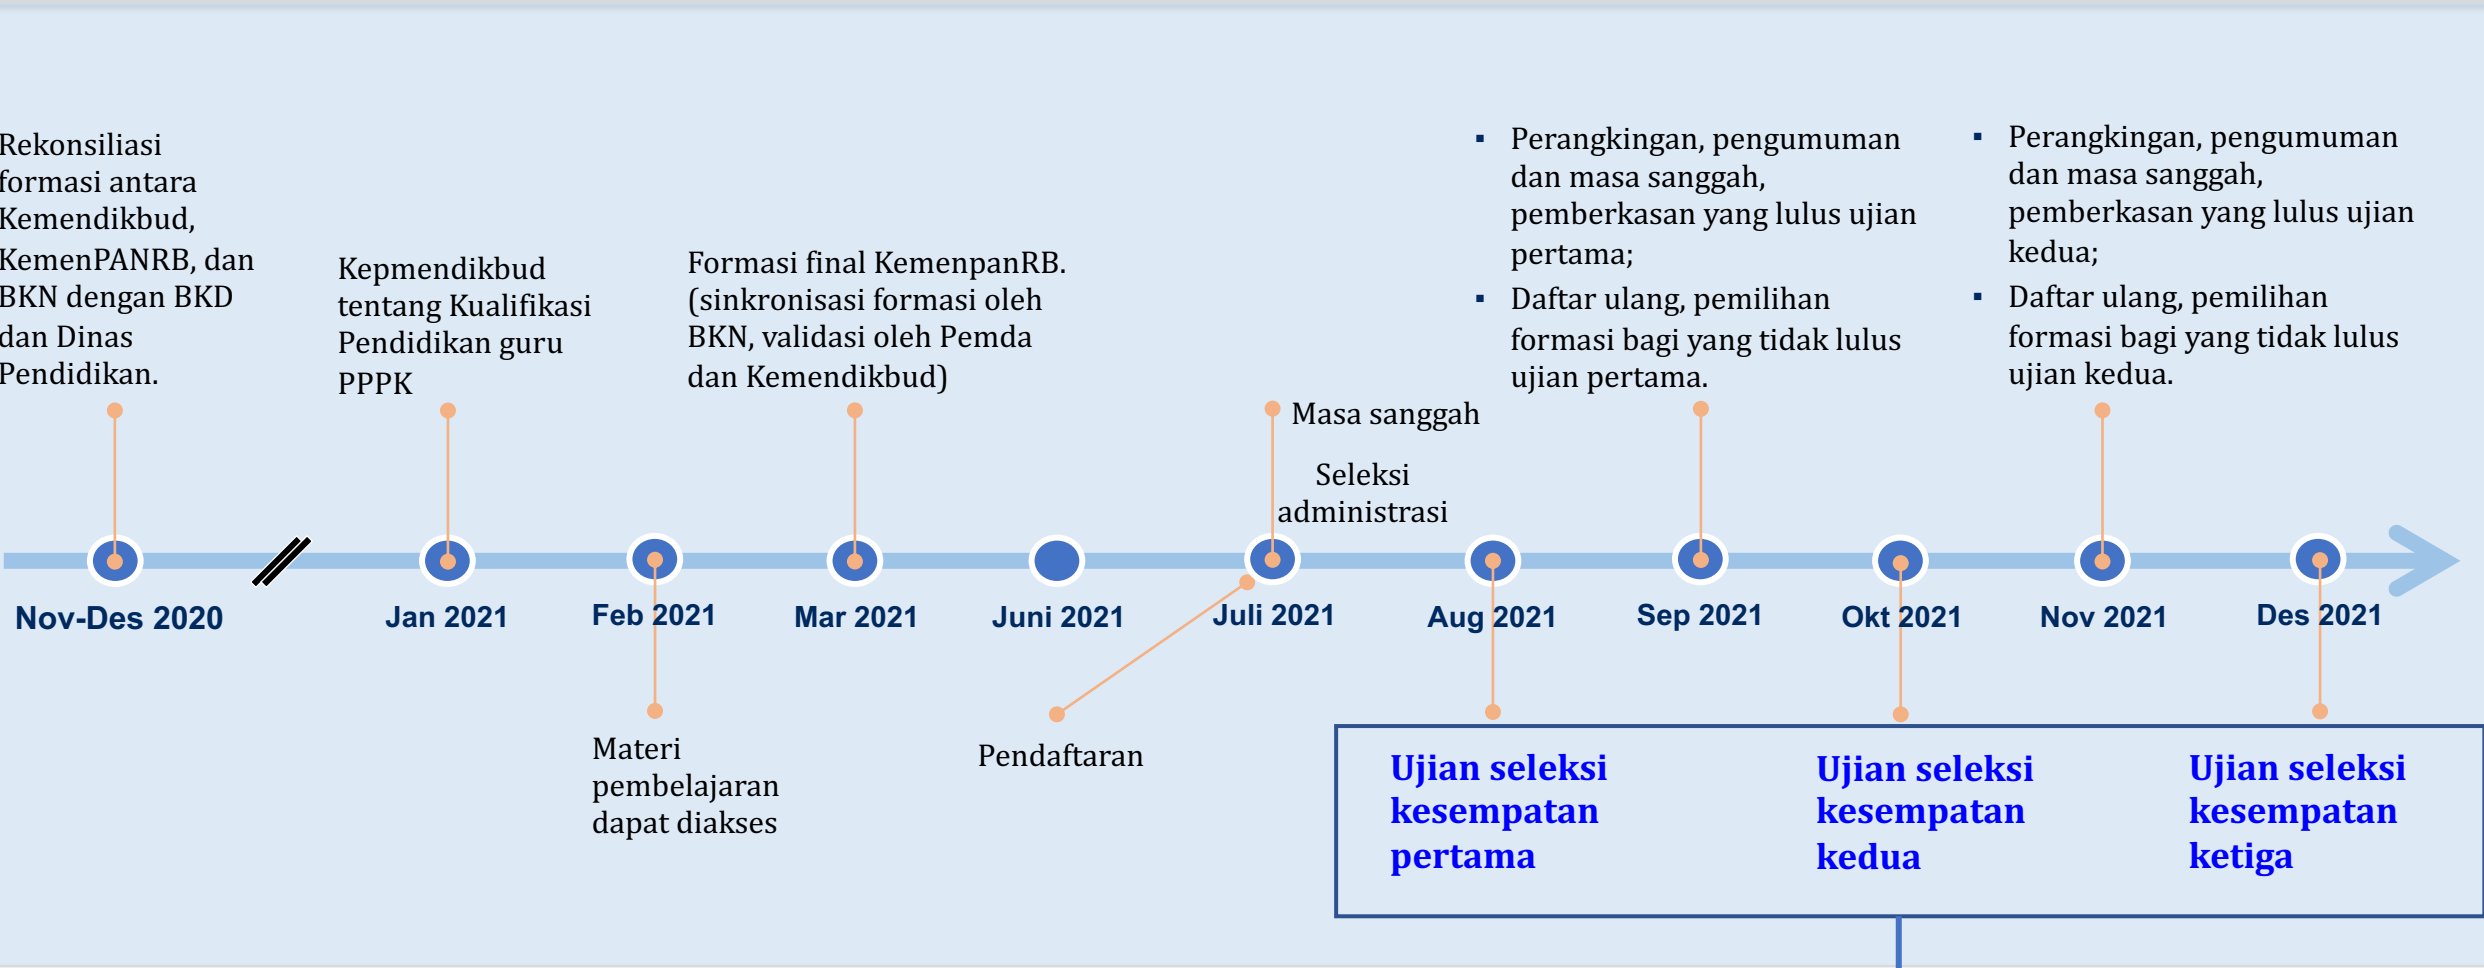 Rekonsiliasi
formasi antara
Kemendikbud,
KemenPANRB, dan
BKN dengan BKD
dan Dinas
Pendidikan.
Kepmendikbud
tentang Kualifikasi
Pendidikan guru
PPPK
Formasi final KemenpanRB.
(sinkronisasi formasi oleh
BKN, validasi oleh Pemda
dan Kemendikbud)
Masa sanggah
Seleksi
administrasi
▪ Perangkingan, pengumuman
dan masa sanggah,
pemberkasan yang lulus ujian
pertama;
▪ Daftar ulang, pemilihan
formasi bagi yang tidak lulus
ujian pertama.
▪ Perangkingan, pengumuman
dan masa sanggah,
pemberkasan yang lulus ujian
kedua;
▪ Daftar ulang, pemilihan
formasi bagi yang tidak lulus
ujian kedua.
Nov-Des 2020
Jan 2021
Feb 2021
Mar 2021
Juni 2021
Juli 2021
Aug 2021
Sep 2021
Okt 2021
Nov 2021
Des 2021
Materi
pembelajaran
dapat diakses
Pendaftaran
Ujian seleksi
kesempatan
pertama
Ujian seleksi
kesempatan
kedua
Ujian seleksi
kesempatan
ketiga